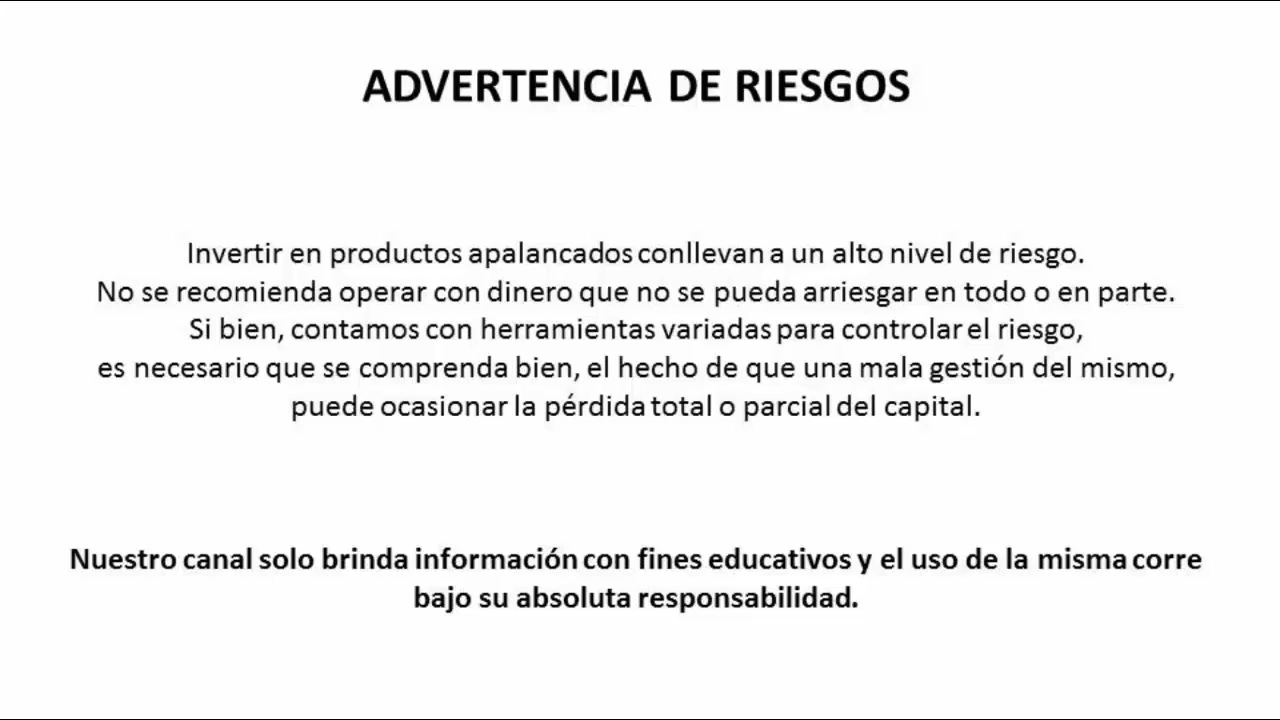 ADVERTENCIA DE RIESGOS
Invertir en productos apalancados conllevan a un alto nivel de riesgo.
No se recomienda operar con dinero que no se pueda arriesgar en todo o en parte.
Si bien, contamos con herramientas variadas para controlar el riesgo,
es necesario que se comprenda bien, el hecho de que una mala gestión del mismo,
puede ocasionar la pérdida total o parcial del capital.
Nuestro canal solo brinda información con fines educativos y el uso de la misma corre
bajo su absoluta responsabilidad.